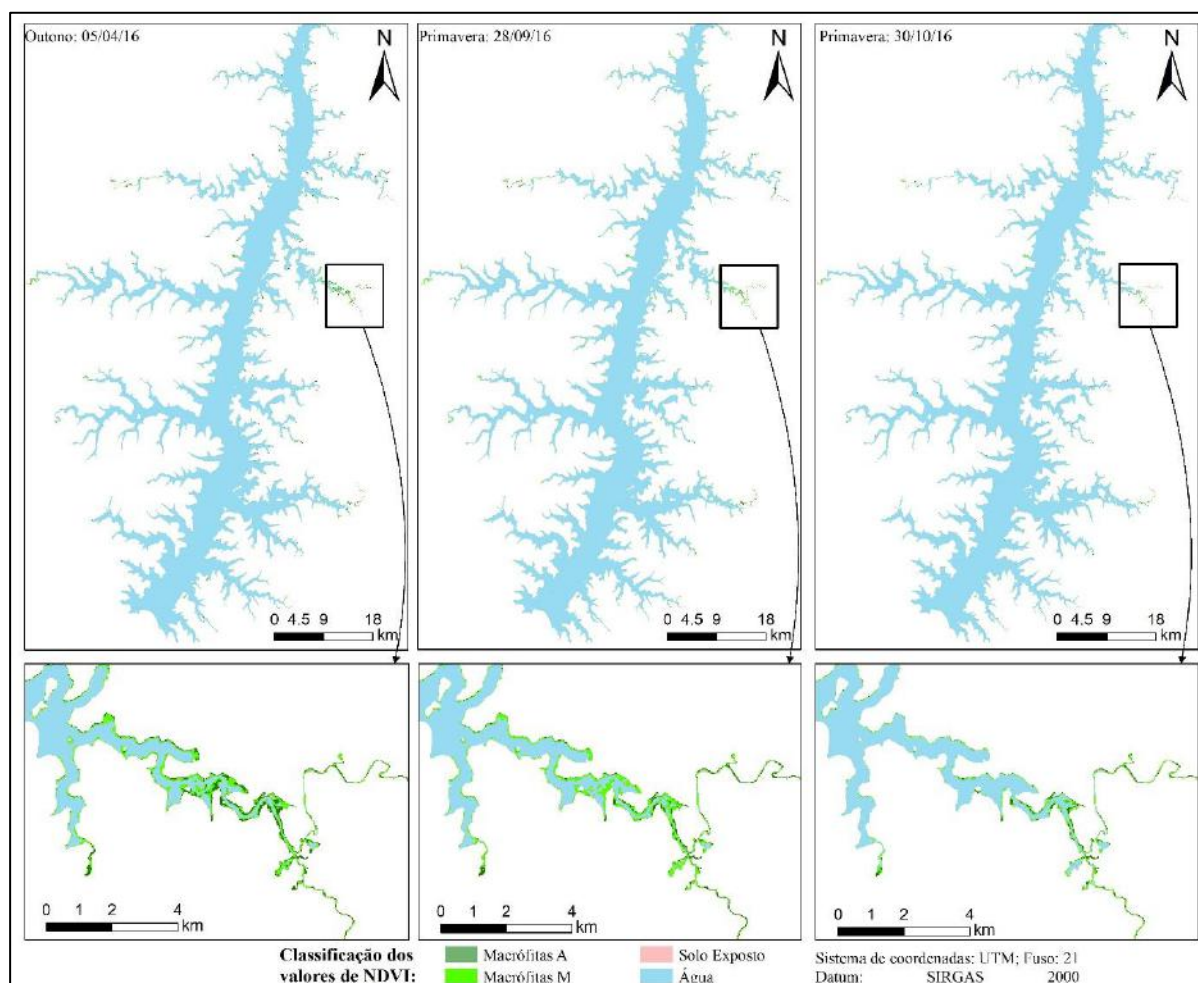 Outono: 05/04/16
N
0 4.5 9 18
km
Primavera: 28/09/16
N
0 4.5 9 18
km
Primavera: 30/10/16
N
0 4.5 9 18
km
0 1 2 4
km
0 1 2 4
km
0 1 2 4
km
Classificação dos
valores de NDVI:
Macrófitas A
Macrófitas M
Solo Exposto
Água
Sistema de coordenadas: UTM; Fuso: 21
Datum: SIRGAS 2000